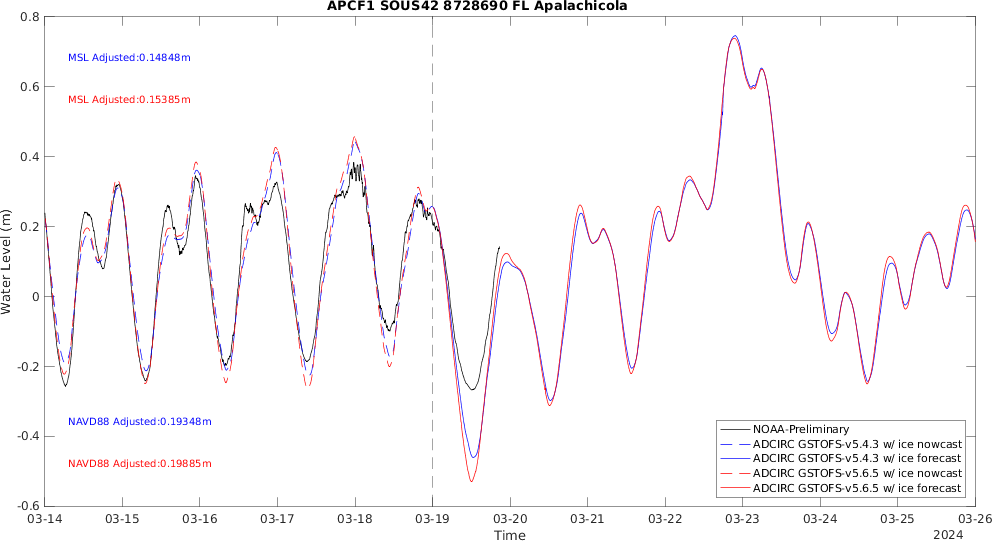 APCF1 SOUS42 8728690 FL Apalachicola
0.8
0.6
0.4
0.2
0
-0.2
-0.4
-0.6
Water Level (m)
MSL Adjusted:0.14848m
MSL Adjusted:0.15385m
NAVD88 Adjusted:0.19348m
NAVD88 Adjusted:0.19885m
NOAA-Preliminary
ADCIRC GSTOFS-v5.4.3 w/ ice nowcast
ADCIRC GSTOFS-v5.4.3 w/ ice forecast
ADCIRC GSTOFS-v5.6.5 w/ ice nowcast
ADCIRC GSTOFS-v5.6.5 w/ ice forecast
03-14 03-15 03-16 03-17 03-18 03-19 03-20 03-21 03-22 03-23 03-24 03-25 03-26
Time
2024